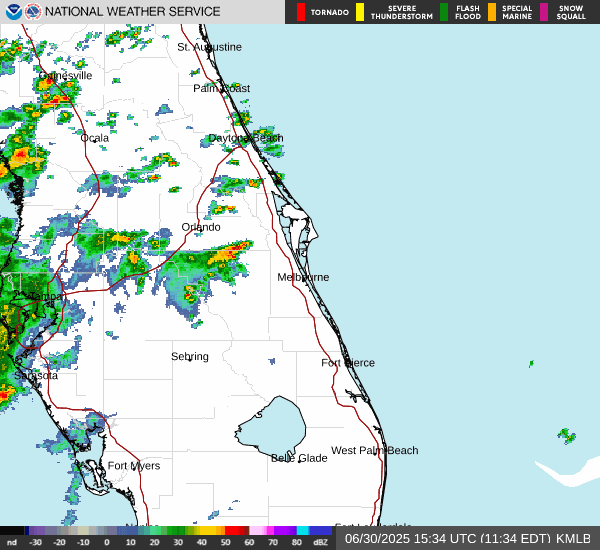 NATIONAL WEATHER SERVICE
TORNADO
SEVERE THUNDERSTORM
FLASH FLOOD
SPECIAL MARINE
SNOW SQUALL
St. Augustine
Gainesville
Palm Coast
Ocala
Daytona Beach
Orlando
Melbourne
Tampa
Sebring
Fort Pierce
Sarasota
West Palm Beach
Belle Glade
Fort Myers
Fort Lauderdale
nd -30 -20 -10 0 10 20 30 40 50 60 70 80 dBZ
06/30/2025 15:34 UTC (11:34 EDT) KMLB